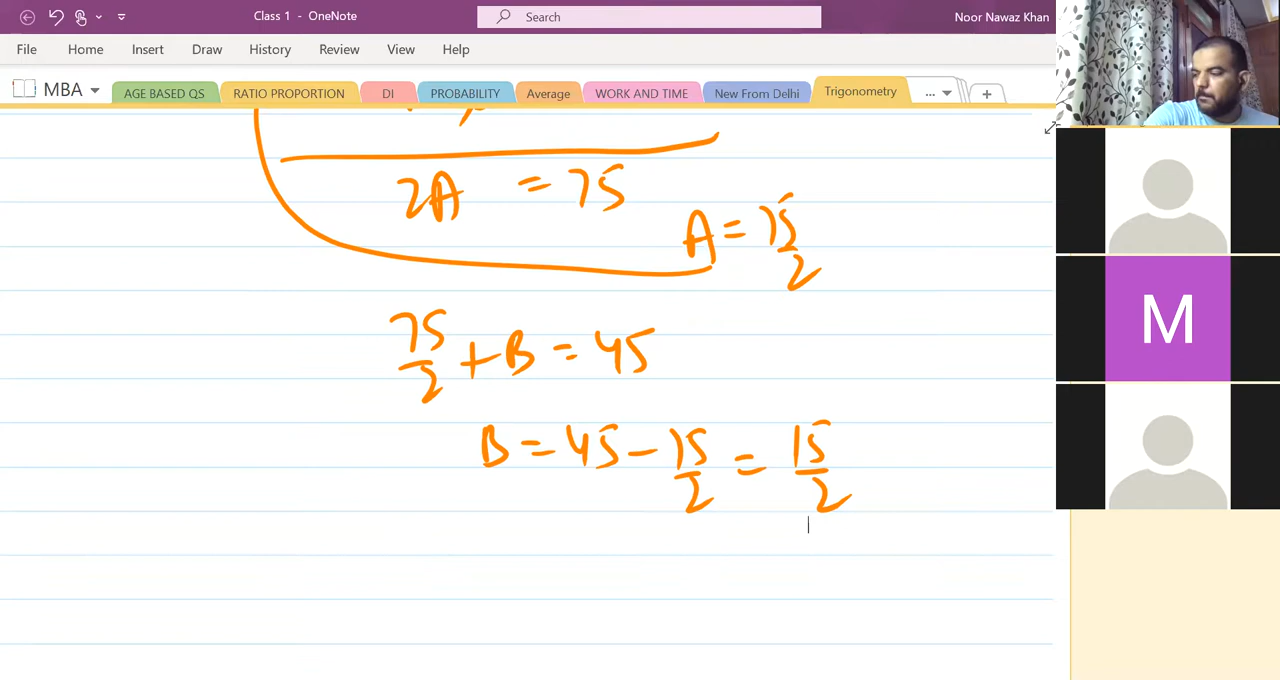 Class 1 - OneNote
Search
Noor Nawaz Khan
File Home Insert Draw History Review View Help
MBA AGE BASED QS RATIO PROPORTION DI PROBABILITY Average WORK AND TIME New From Delhi Trigonometry ... +
2A = 75
A = 75/2
75/2 + B = 45
B = 45 - 75/2 = 15/2
M